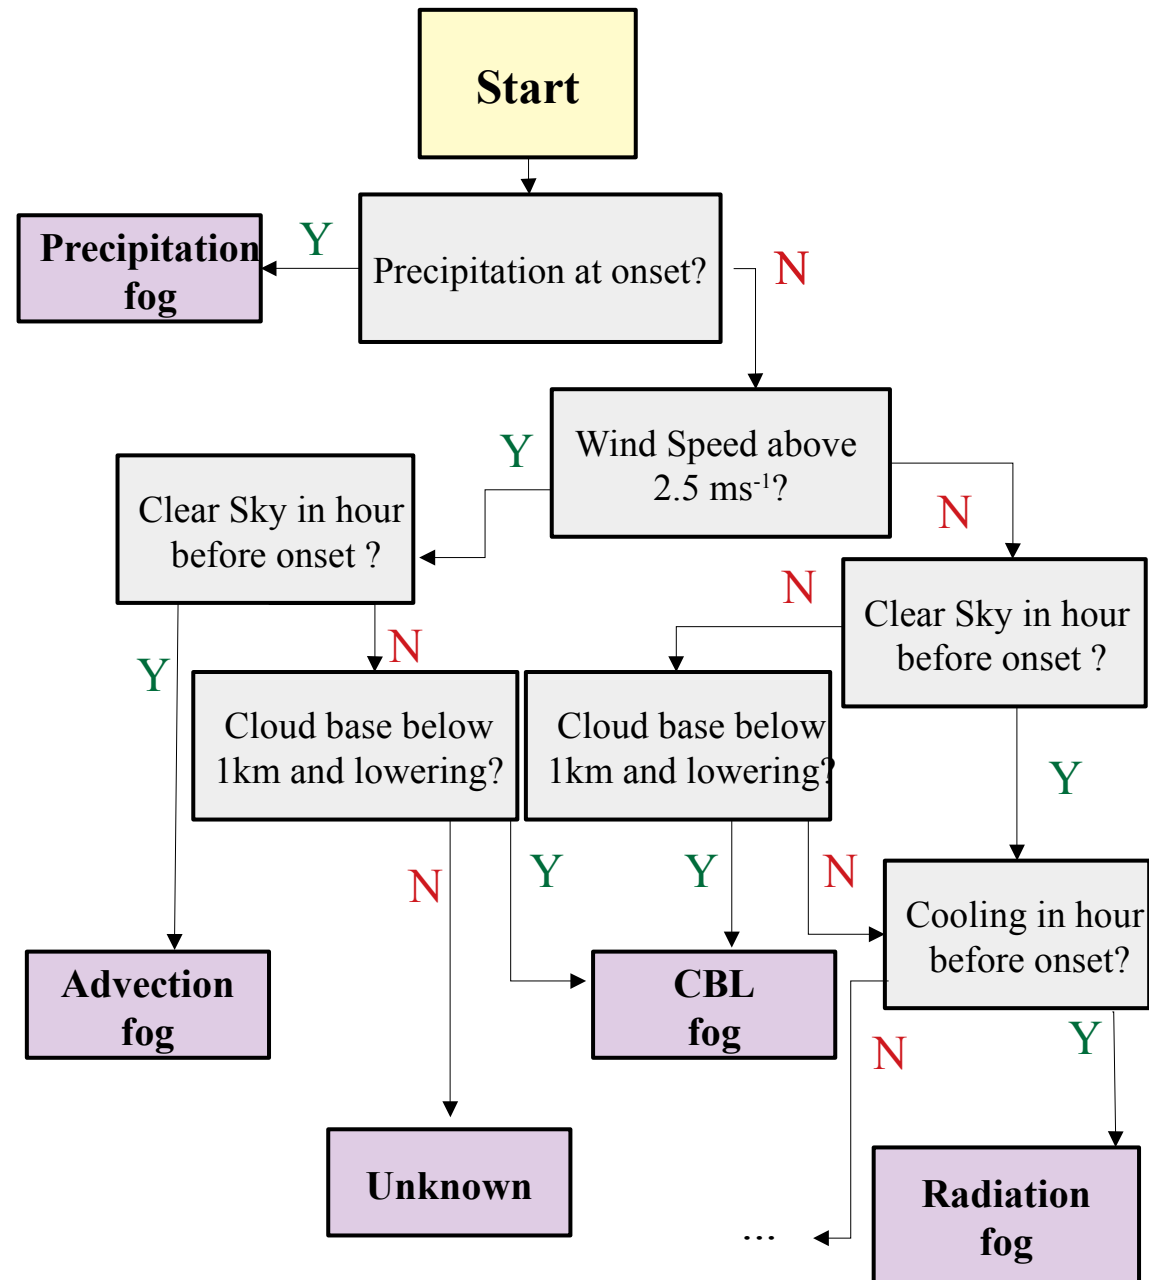 Start
Precipitation
fog
Y
Precipitation at onset?
N
Wind Speed above
2.5 ms⁻¹?
Y
N
Clear Sky in hour
before onset ?
Clear Sky in hour
before onset ?
N
Y
N
Y
Cloud base below
1km and lowering?
Cloud base below
1km and lowering?
N
Y
Y
N
Cooling in hour
before onset?
Advection
fog
CBL
fog
N
Y
Unknown
...
Radiation
fog